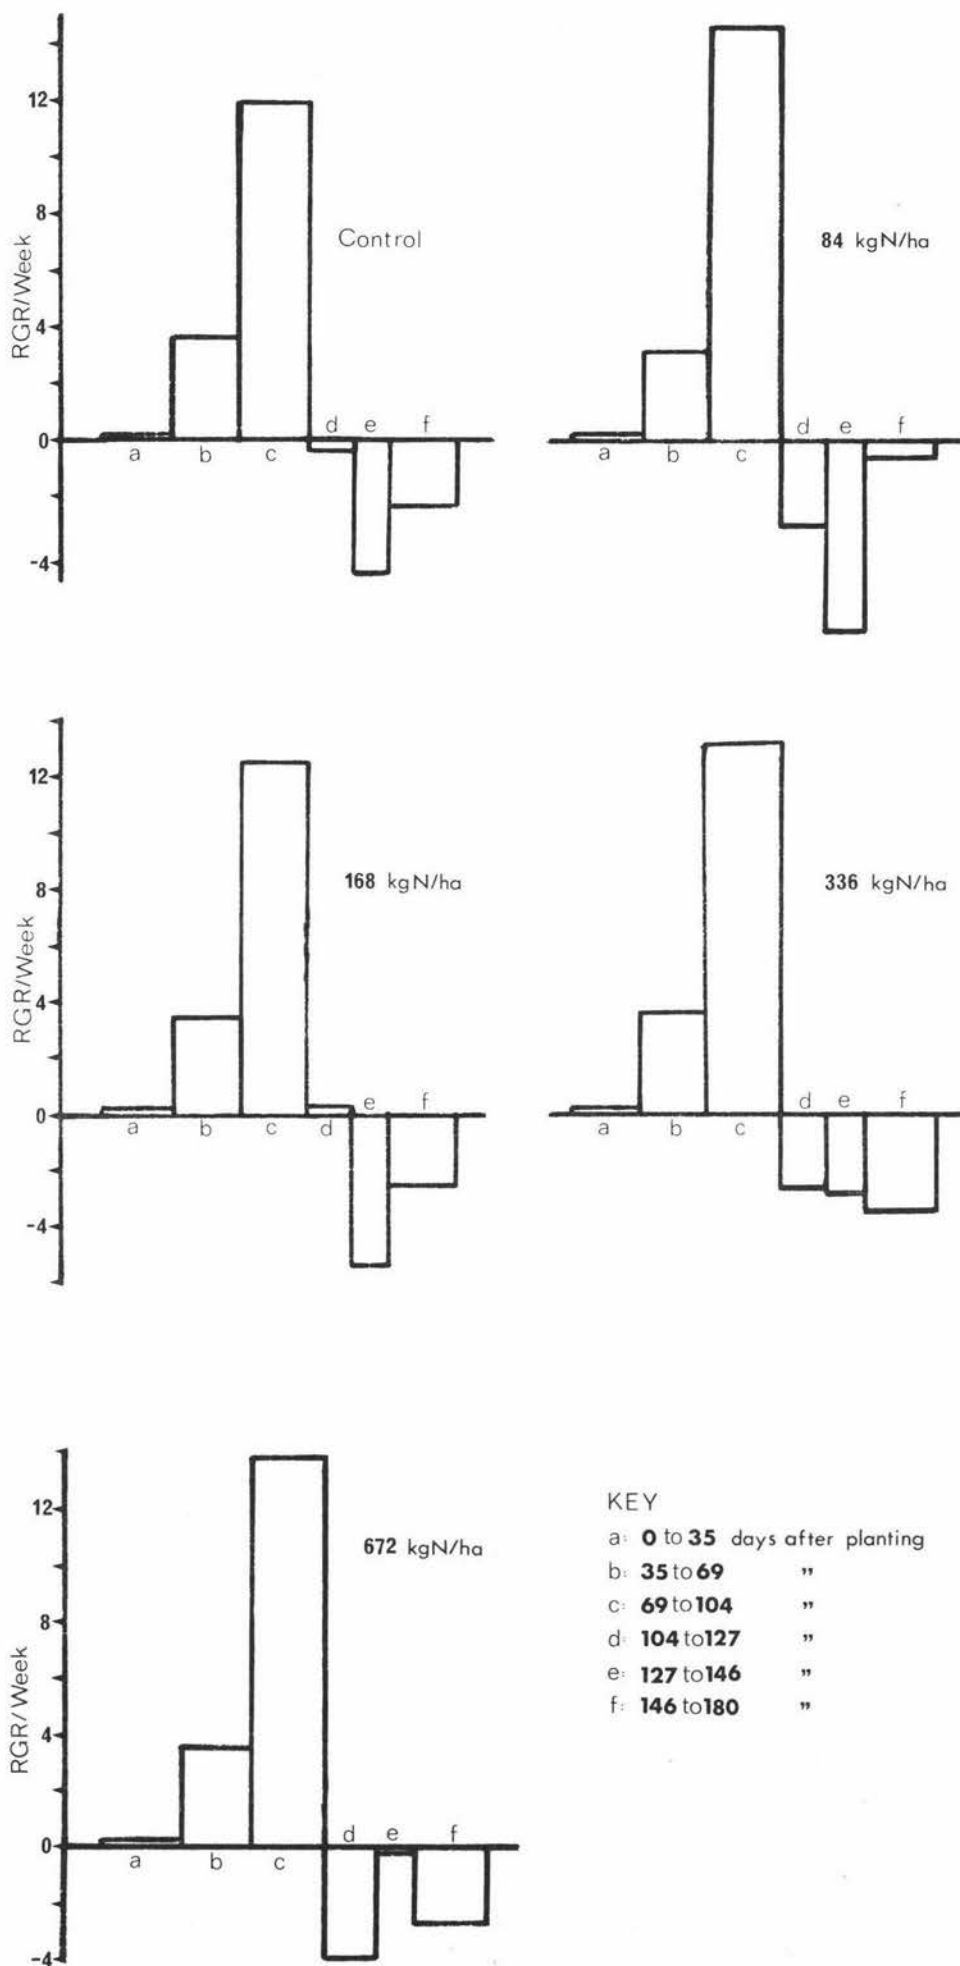 12
8
4
0
-4
RGR/Week
Control
a b c d e f
84 kgN/ha
a b c d e f
12
8
4
0
-4
RGR/Week
168 kgN/ha
a b c d e f
336 kgN/ha
a b c d e f
12
8
4
0
-4
RGR/Week
672 kgN/ha
a b c d e f
KEY
a: 0 to 35 days after planting
b: 35 to 69 "
c: 69 to 104 "
d: 104 to 127 "
e: 127 to 146 "
f: 146 to 180 "